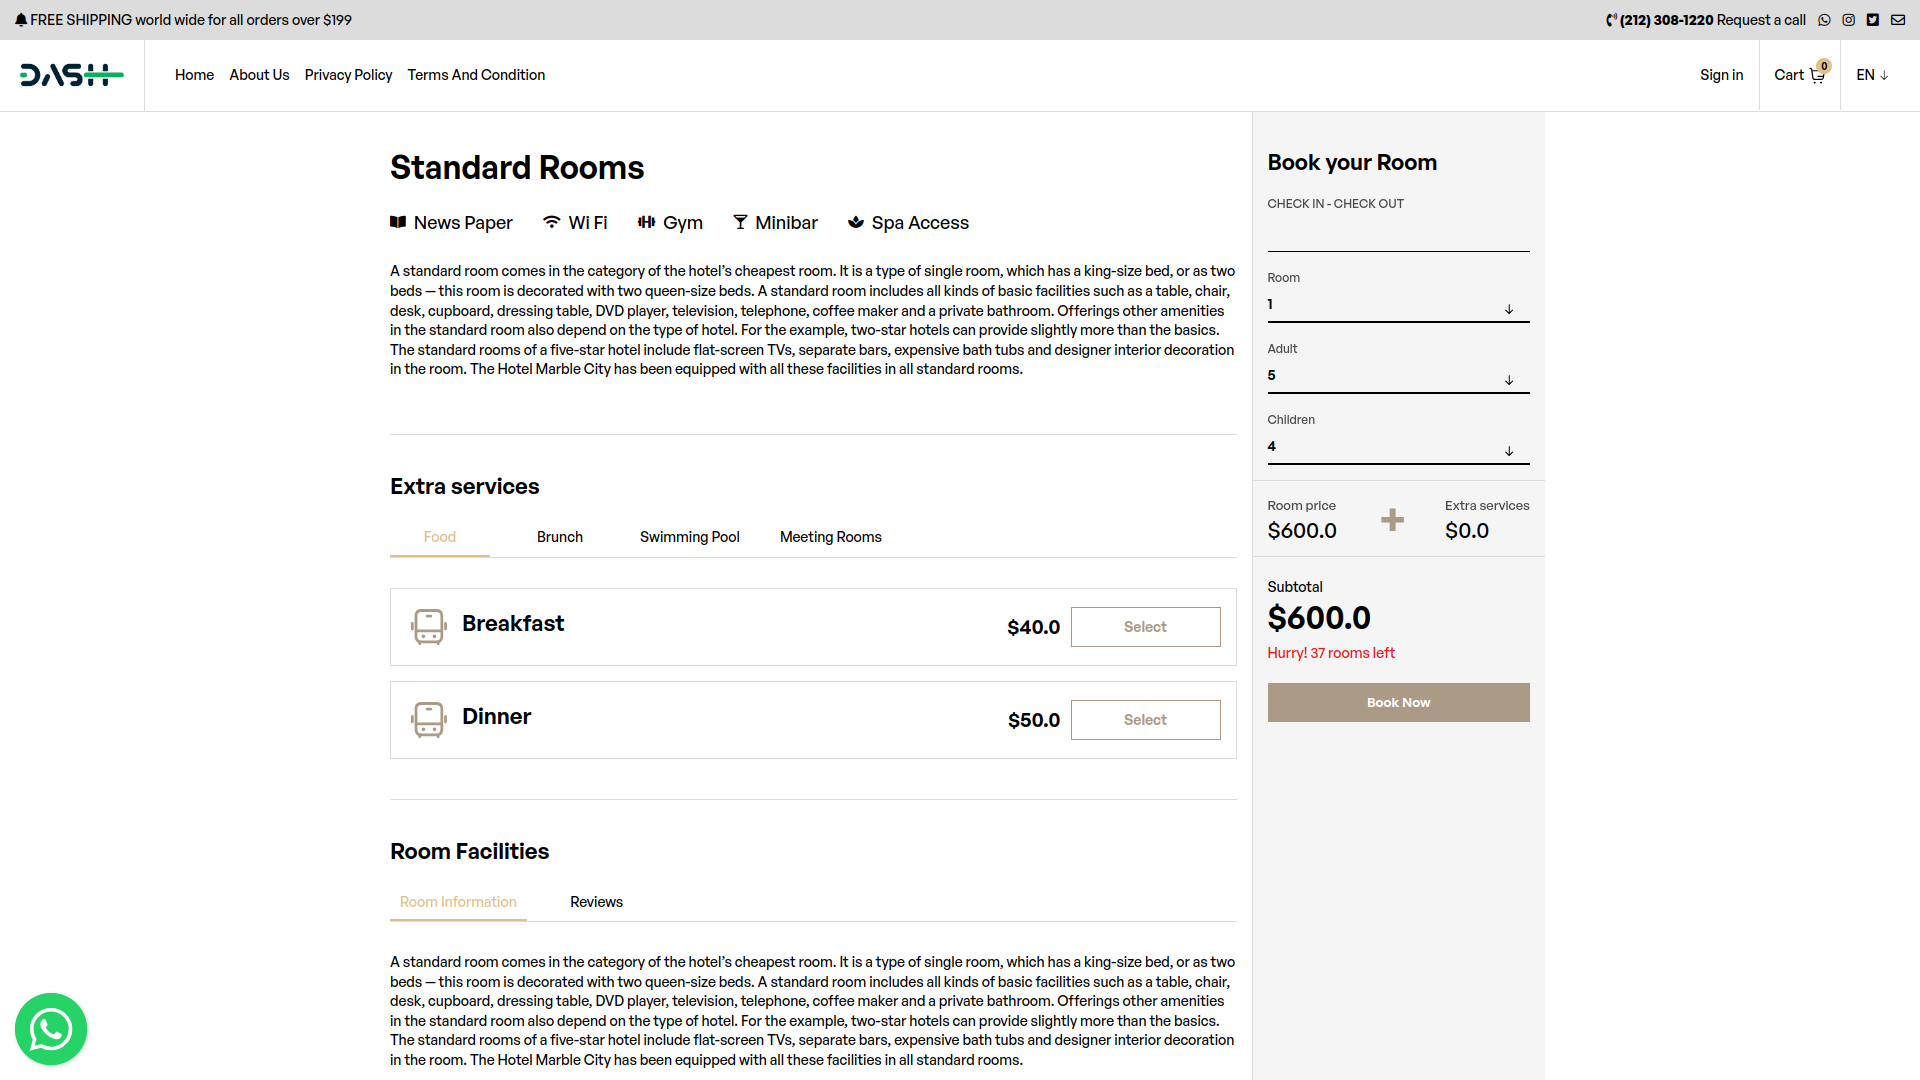 FREE SHIPPING world wide for all orders over $199
(212) 308-1220 Request a call
DASH
Home
About Us
Privacy Policy
Terms And Condition
Sign in
Cart
0
EN
Standard Rooms
News Paper
Wi Fi
Gym
Minibar
Spa Access
A standard room comes in the category of the hotel’s cheapest room. It is a type of single room, which has a king-size bed, or as two
beds — this room is decorated with two queen-size beds. A standard room includes all kinds of basic facilities such as a table, chair,
desk, cupboard, dressing table, DVD player, television, telephone, coffee maker and a private bathroom. Offerings other amenities
in the standard room also depend on the type of hotel. For the example, two-star hotels can provide slightly more than the basics.
The standard rooms of a five-star hotel include flat-screen TVs, separate bars, expensive bath tubs and designer interior decoration
in the room. The Hotel Marble City has been equipped with all these facilities in all standard rooms.
Extra services
Food
Brunch
Swimming Pool
Meeting Rooms
Breakfast
$40.0
Select
Dinner
$50.0
Select
Room Facilities
Room Information
Reviews
A standard room comes in the category of the hotel’s cheapest room. It is a type of single room, which has a king-size bed, or as two
beds — this room is decorated with two queen-size beds. A standard room includes all kinds of basic facilities such as a table, chair,
desk, cupboard, dressing table, DVD player, television, telephone, coffee maker and a private bathroom. Offerings other amenities
in the standard room also depend on the type of hotel. For the example, two-star hotels can provide slightly more than the basics.
The standard rooms of a five-star hotel include flat-screen TVs, separate bars, expensive bath tubs and designer interior decoration
in the room. The Hotel Marble City has been equipped with all these facilities in all standard rooms.
Book your Room
CHECK IN - CHECK OUT
Room
1
Adult
5
Children
4
Room price
$600.0
Extra services
$0.0
Subtotal
$600.0
Hurry! 37 rooms left
Book Now